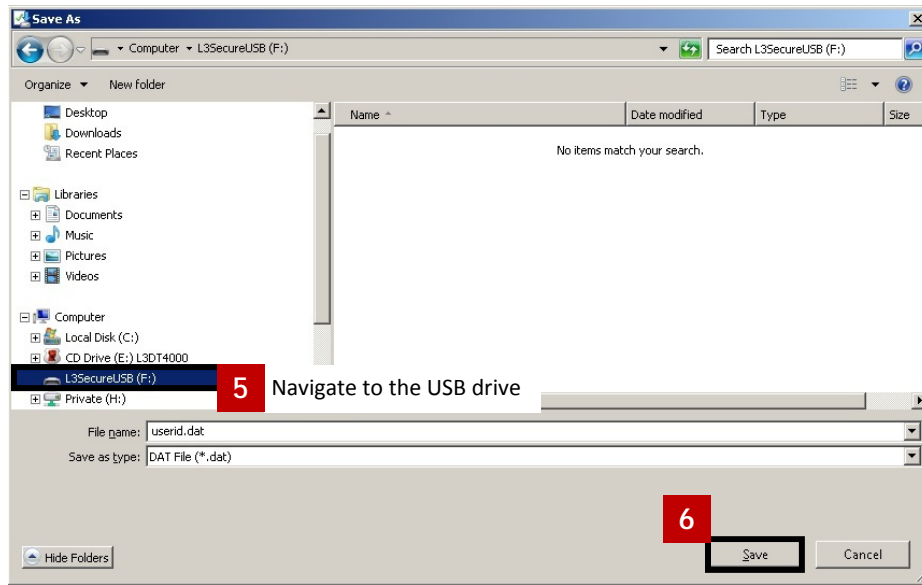 Save As
Computer L3SecureUSB (F:) Search L3SecureUSB (F:)
Organize New folder
Desktop
Downloads
Recent Places
Libraries
Documents
Music
Pictures
Videos
Computer
Local Disk (C:)
CD Drive (E:) L3DT4000
L3SecureUSB (F:)
Private (H:)
Name Date modified Type Size
No items match your search.
5 Navigate to the USB drive
File name: userid.dat
Save as type: DAT File (*.dat)
6
Hide Folders Save Cancel